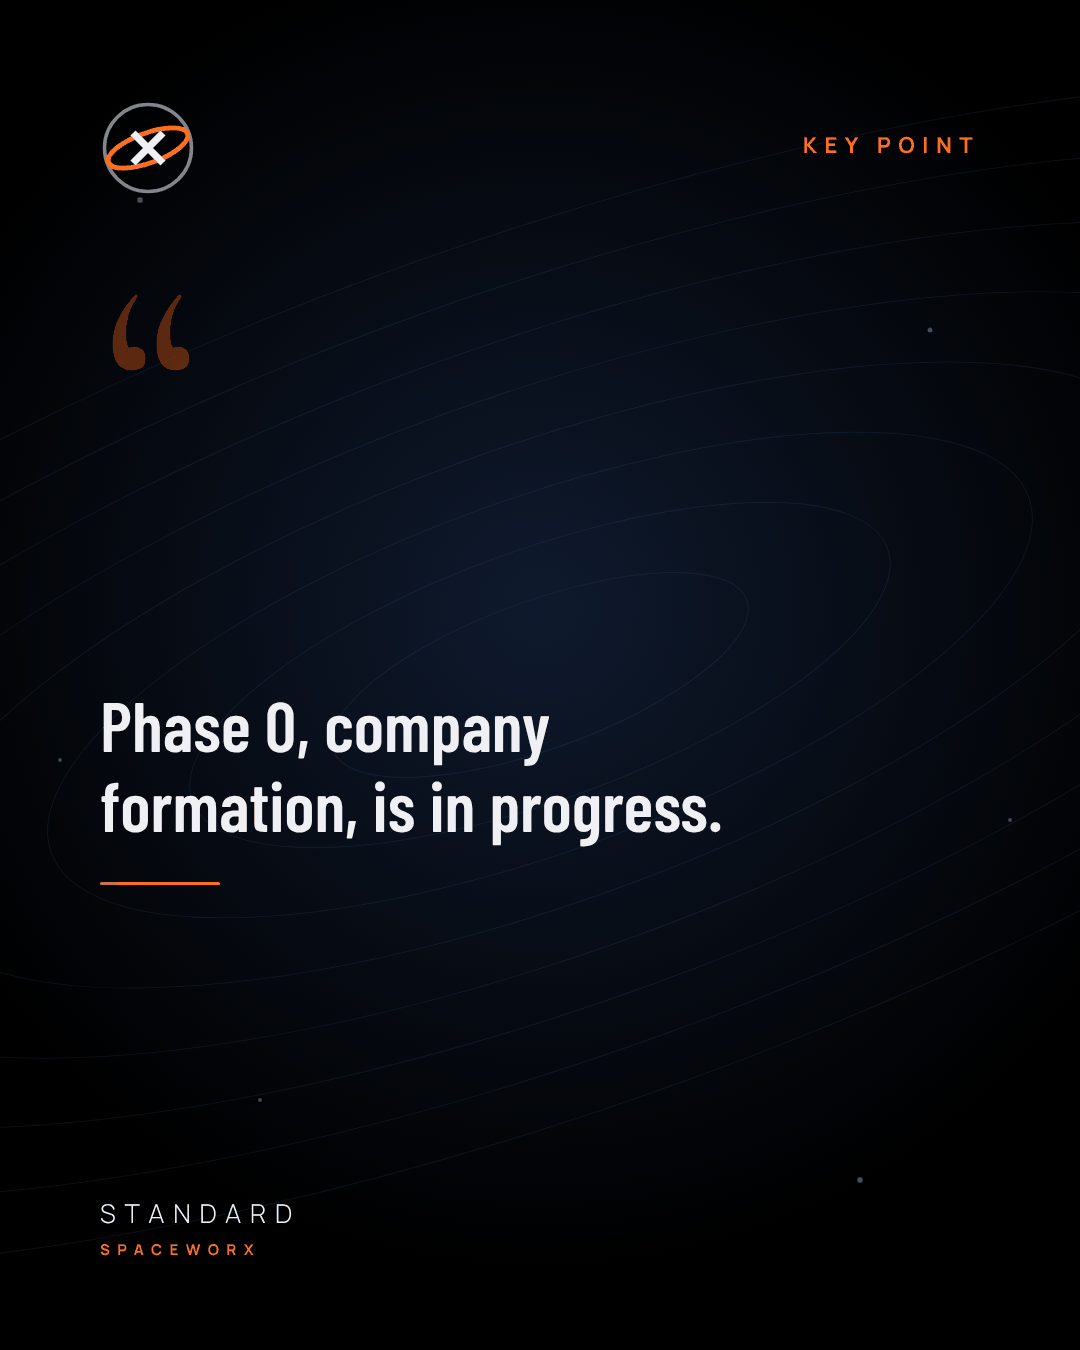 X
KEY POINT
“
Phase 0, company
formation, is in progress.
STANDARD
SPACEWORX